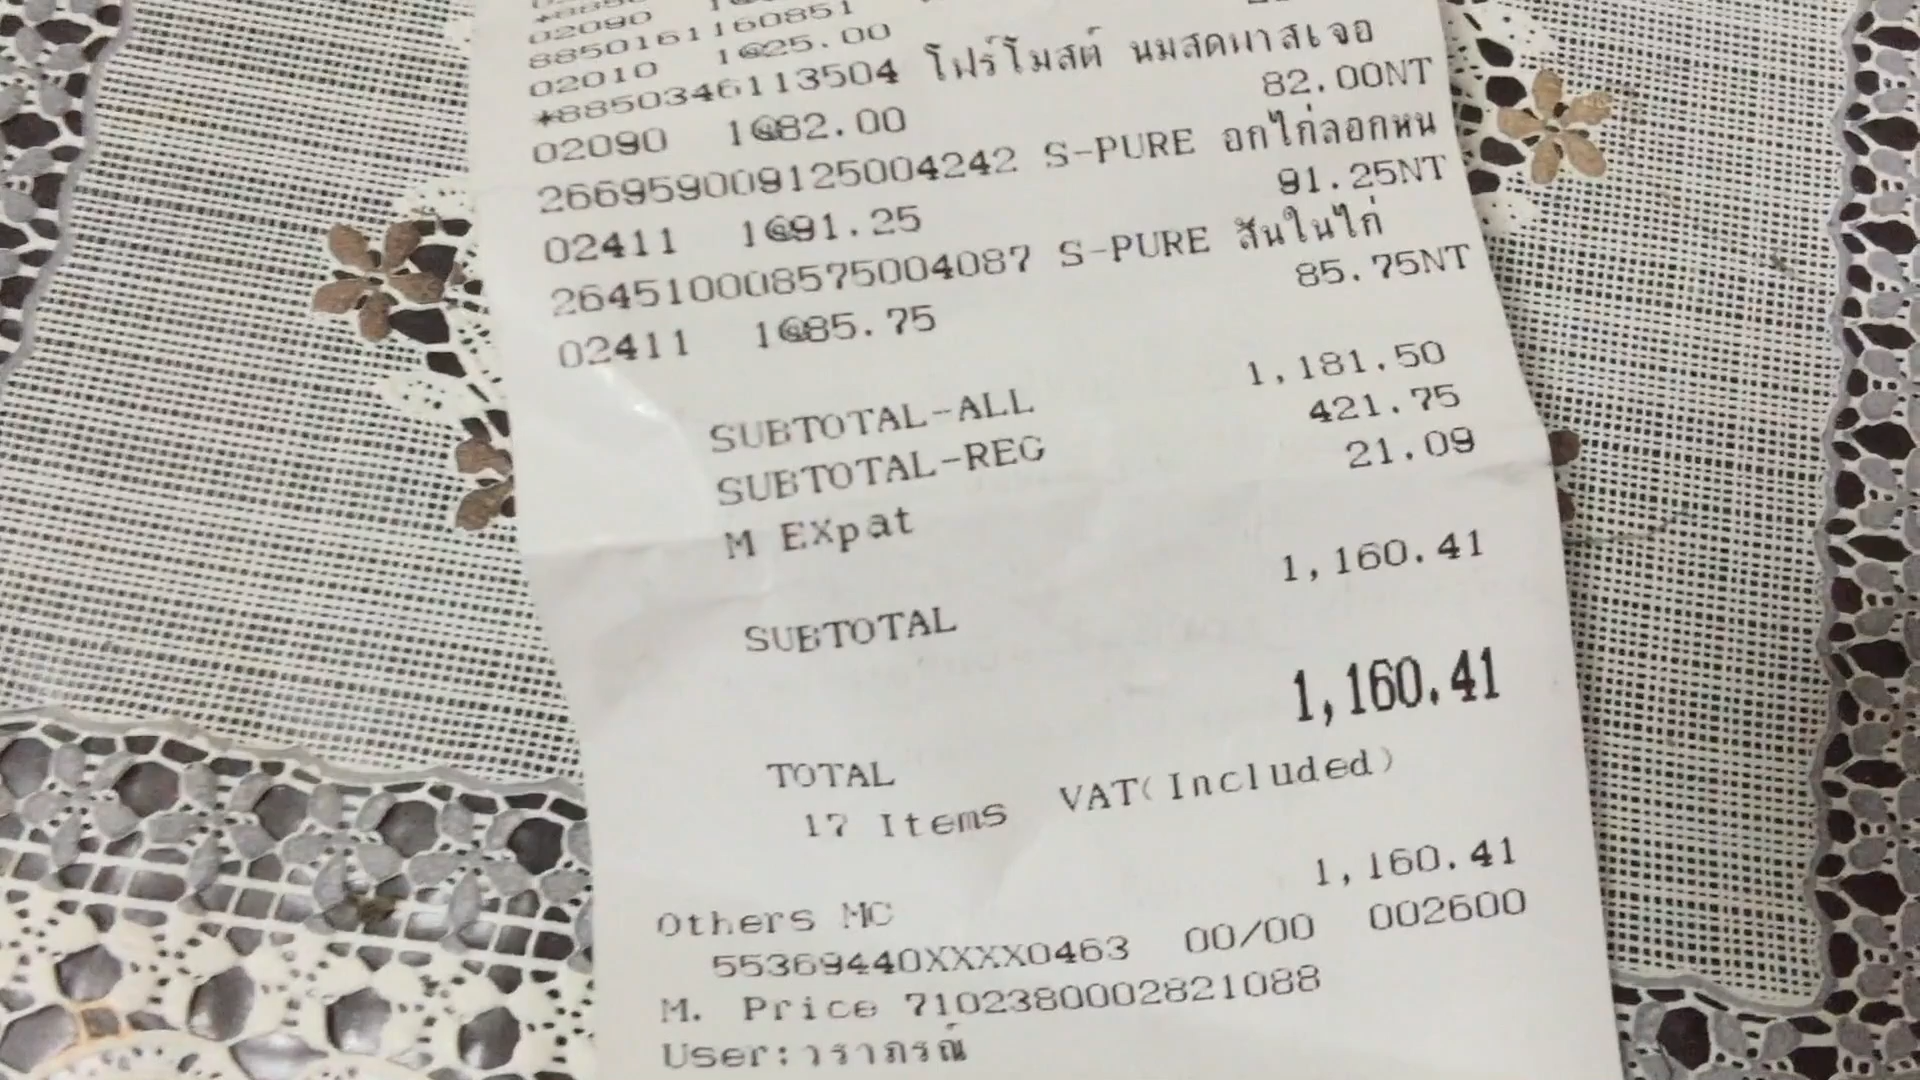 02090
8850161160851
02010 1@25.00
*8850346113504 โฟร์โมสต์ นมสดพาสเจอ
02090 1@82.00 82.00NT
266959009125004242 S-PURE อกไก่ลอกหน
02411 1@91.25 91.25NT
264510008575004087 S-PURE สันในไก่
02411 1@85.75 85.75NT
SUBTOTAL-ALL 1,181.50
SUBTOTAL-REG 421.75
M EXpat 21.09
SUBTOTAL 1,160.41
TOTAL 1,160.41
17 Items VAT(Included)
Others MC 1,160.41
55369440XXXX0463 00/00 002600
M. Price 7102380002821088
User:วราภรณ์